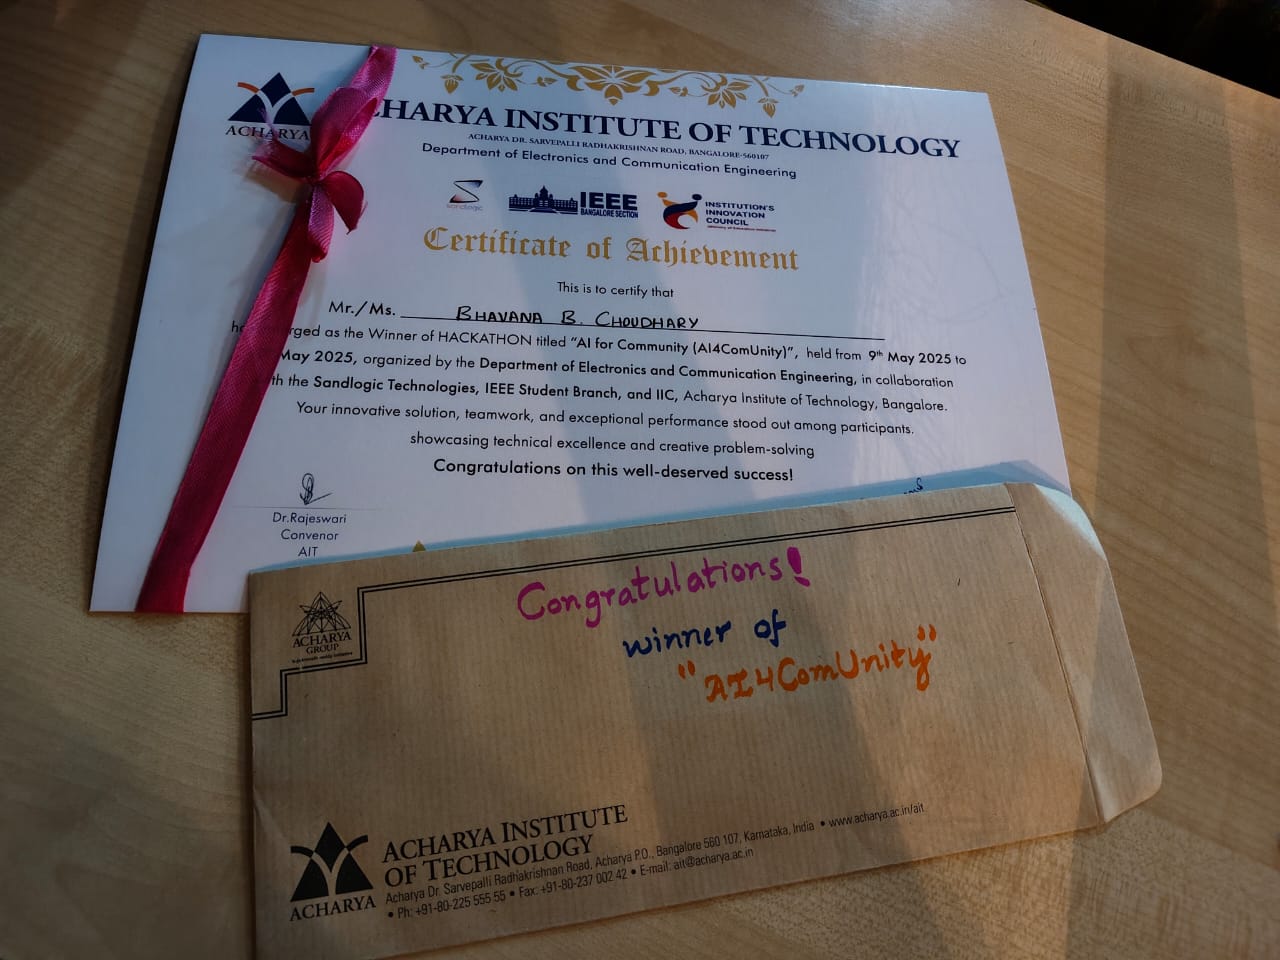 ACHARYA
ACHARYA INSTITUTE OF TECHNOLOGY
ACHARYA DR. SARVEPALLI RADHAKRISHNAN ROAD, BANGALORE-560107
Department of Electronics and Communication Engineering
sandlogic
IEEE
BANGALORE SECTION
INSTITUTION'S
INNOVATION
COUNCIL
Certificate of Achievement
This is to certify that
Mr./Ms. BHAVANA B. CHOUDHARY
rged as the Winner of HACKATHON titled "AI for Community (AI4ComUnity)", held from 9th May 2025 to
May 2025, organized by the Department of Electronics and Communication Engineering, in collaboration
th the Sandlogic Technologies, IEEE Student Branch, and IIC, Acharya Institute of Technology, Bangalore.
Your innovative solution, teamwork, and exceptional performance stood out among participants.
showcasing technical excellence and creative problem-solving
Congratulations on this well-deserved success!
Dr.Rajeswari
Convenor
AIT
ACHARYA
GROUP
Congratulations!
winner of
"AI4ComUnity"
ACHARYA
ACHARYA INSTITUTE
OF TECHNOLOGY
Acharya Dr. Sarvepalli Radhakrishnan Road, Acharya P.O., Bangalore 560 107, Karnataka, India • www.acharya.ac.in/ait
• Ph: +91-80-225 555 55 • Fax: +91-80-237 002 42 • E-mail: ait@acharya.ac.in